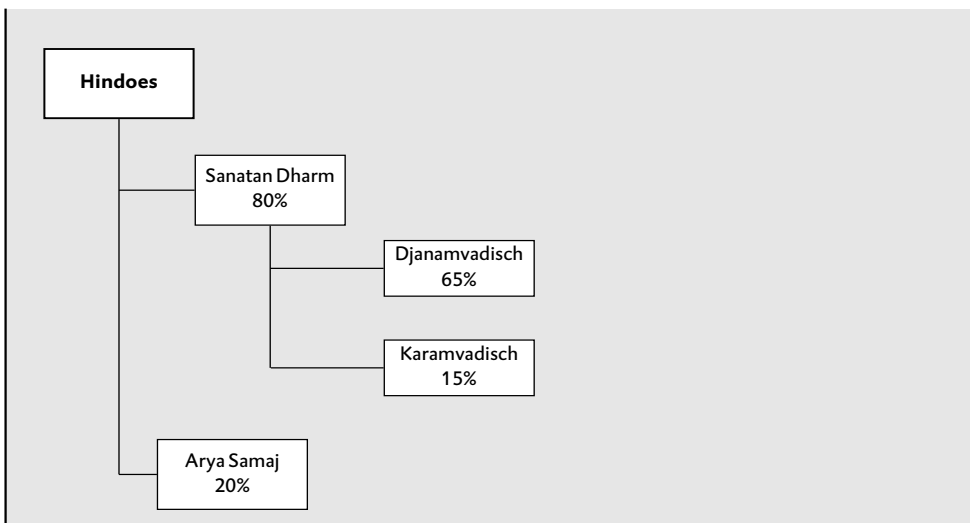 Hindoes
Sanatan Dharm
80%
Djanamvadisch
65%
Karamvadisch
15%
Arya Samaj
20%